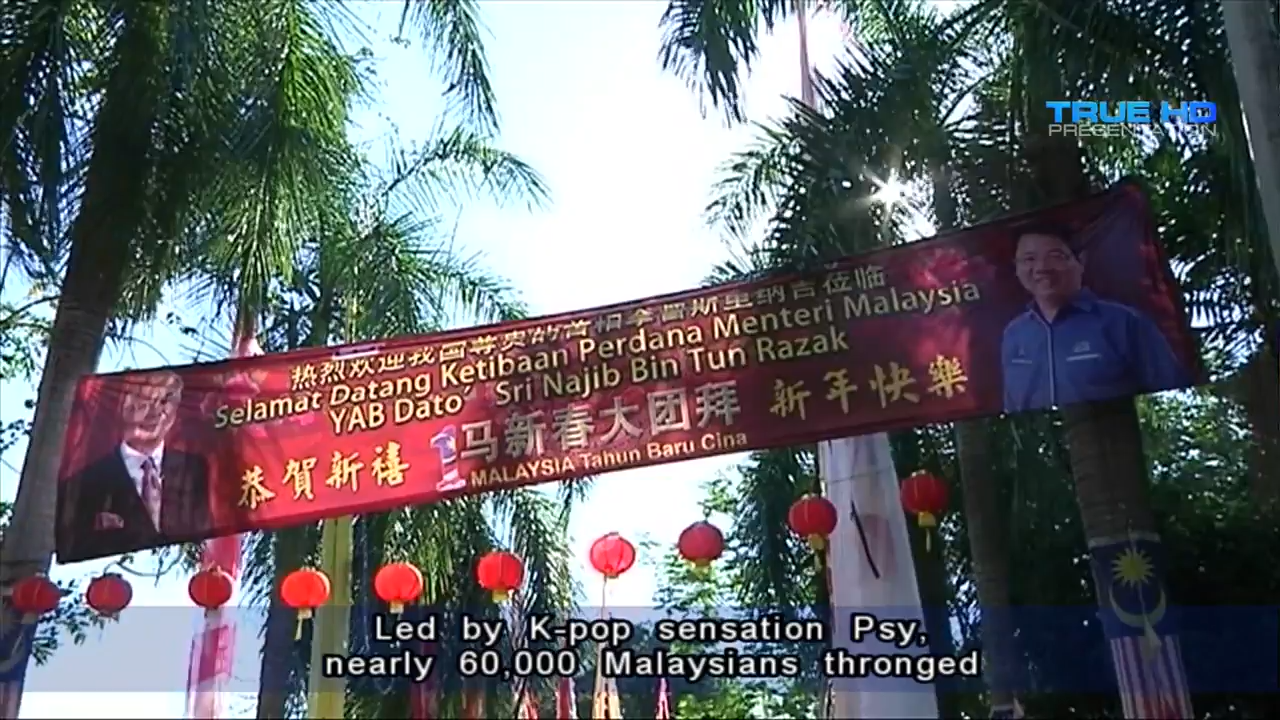 TRUE HD
PRESENTATION
热烈欢迎我国尊贵的首相拿督斯里纳吉莅临
Selamat Datang Ketibaan Perdana Menteri Malaysia
YAB Dato' Sri Najib Bin Tun Razak
恭贺新禧
1马新春大团拜
MALAYSIA Tahun Baru Cina
新年快樂
Led by K-pop sensation Psy,
nearly 60,000 Malaysians thronged